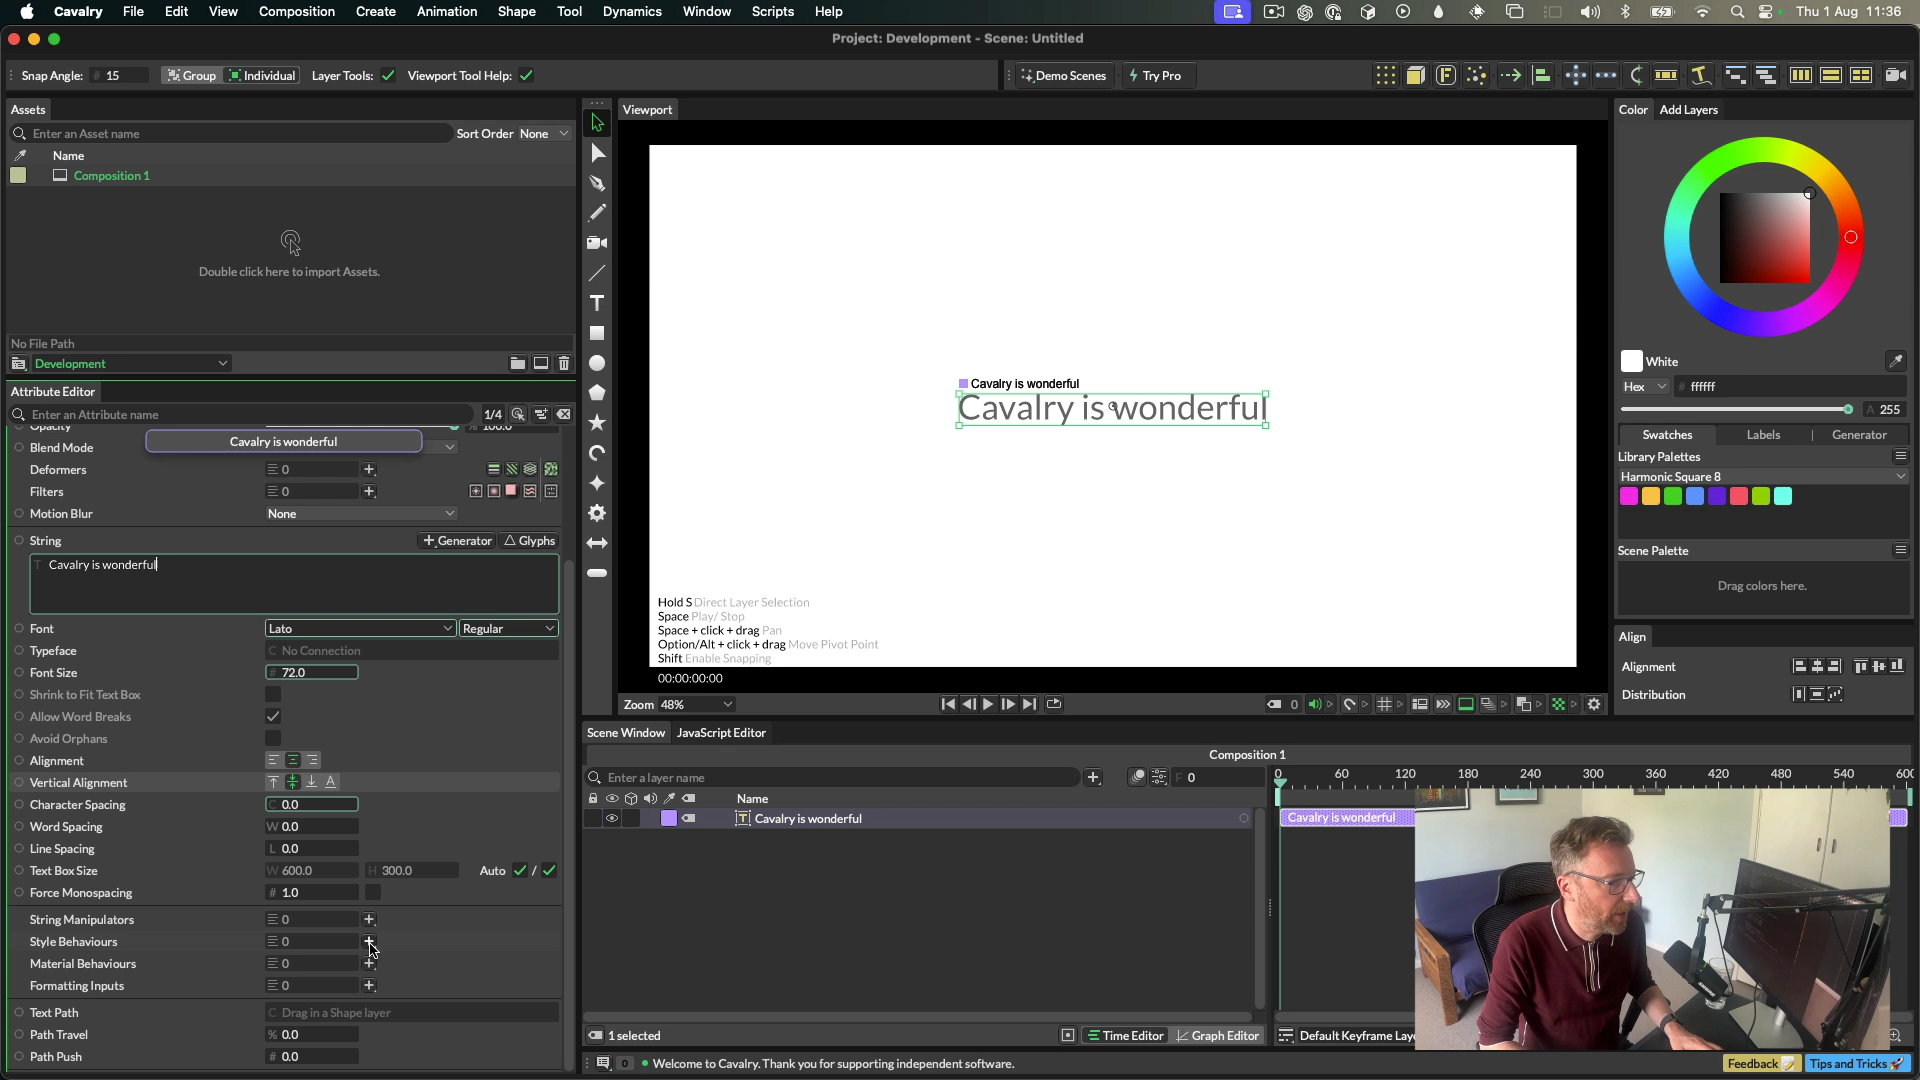 Cavalry File Edit View Composition Create Animation Shape Tool Dynamics Window Scripts Help Thu 1 Aug 11:36
Project: Development - Scene: Untitled
Snap Angle: # 15 Group Individual Layer Tools: Viewport Tool Help: Demo Scenes Try Pro
Assets
Enter an Asset name Sort Order None
Name
Composition 1
Double click here to import Assets.
No File Path
Development
Attribute Editor
Enter an Attribute name 1/4
Opacity % 100.0
Cavalry is wonderful
Blend Mode
Deformers 0
Filters 0
Motion Blur None
String + Generator Glyphs
T Cavalry is wonderful
Font Lato Regular
Typeface C No Connection
Font Size # 72.0
Shrink to Fit Text Box
Allow Word Breaks
Avoid Orphans
Alignment
Vertical Alignment
Character Spacing C 0.0
Word Spacing W 0.0
Line Spacing L 0.0
Text Box Size W 600.0 H 300.0 Auto /
Force Monospacing # 1.0
String Manipulators 0
Style Behaviours 0
Material Behaviours 0
Formatting Inputs 0
Text Path C Drag in a Shape layer
Path Travel % 0.0
Path Push # 0.0
Viewport
Cavalry is wonderful
Cavalry is wonderful
Hold S Direct Layer Selection
Space Play/ Stop
Space + click + drag Pan
Option/Alt + click + drag Move Pivot Point
Shift Enable Snapping
00:00:00:00
Zoom 48% 0
Scene Window JavaScript Editor
Composition 1
Enter a layer name F 0
0 60 120 180 240 300 360 420 480 540 600
Name
Cavalry is wonderful
Cavalry is wonderful
1 selected Time Editor Graph Editor Default Keyframe Laye
0 Welcome to Cavalry. Thank you for supporting independent software.
Feedback Tips and Tricks
Color Add Layers
White
Hex # ffffff
A 255
Swatches Labels Generator
Library Palettes
Harmonic Square 8
Scene Palette
Drag colors here.
Align
Alignment
Distribution